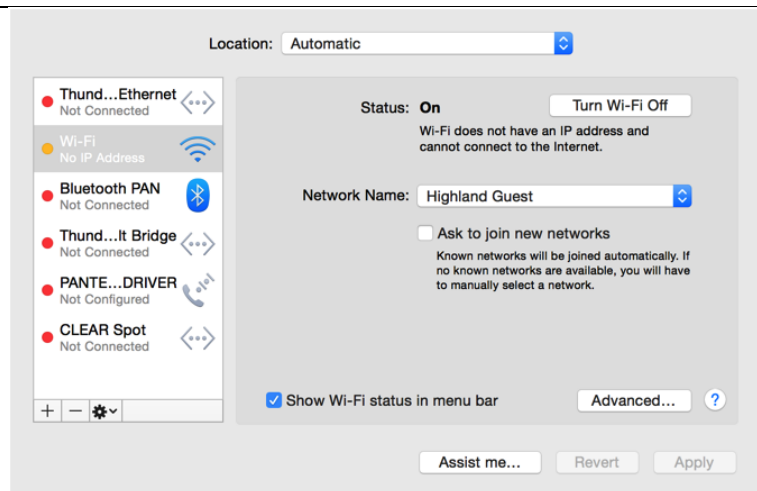 Location: Automatic
Thund...Ethernet
Not Connected
Wi-Fi
No IP Address
Bluetooth PAN
Not Connected
Thund...lt Bridge
Not Connected
PANTE...DRIVER
Not Configured
CLEAR Spot
Not Connected
Status: On Turn Wi-Fi Off
Wi-Fi does not have an IP address and
cannot connect to the Internet.
Network Name: Highland Guest
Ask to join new networks
Known networks will be joined automatically. If
no known networks are available, you will have
to manually select a network.
Show Wi-Fi status in menu bar Advanced... ?
Assist me... Revert Apply